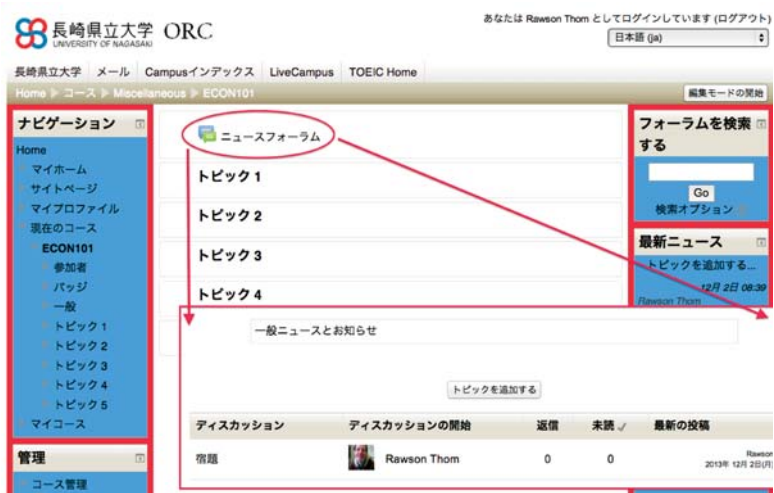 あなたは Rawson Thom としてログインしています (ログアウト)
長崎県立大学 ORC
UNIVERSITY OF NAGASAKI
日本語 (ja)
長崎県立大学 メール Campusインデックス LiveCampus TOEIC Home
Home コース Miscellaneous ECON101
編集モードの開始
ナビゲーション
Home
マイホーム
サイトページ
マイプロファイル
現在のコース
ECON101
参加者
バッジ
一般
トピック 1
トピック 2
トピック 3
トピック 4
トピック 5
マイコース
管理
コース管理
ニュースフォーラム
トピック 1
トピック 2
トピック 3
トピック 4
一般ニュースとお知らせ
トピックを追加する
ディスカッション ディスカッションの開始 返信 未読 最新の投稿
宿題 Rawson Thom 0 0 Rawson
2013年 12月 2日(月)
フォーラムを検索
する
Go
検索オプション
最新ニュース
トピックを追加する...
12月 2日 08:39
Rawson Thom